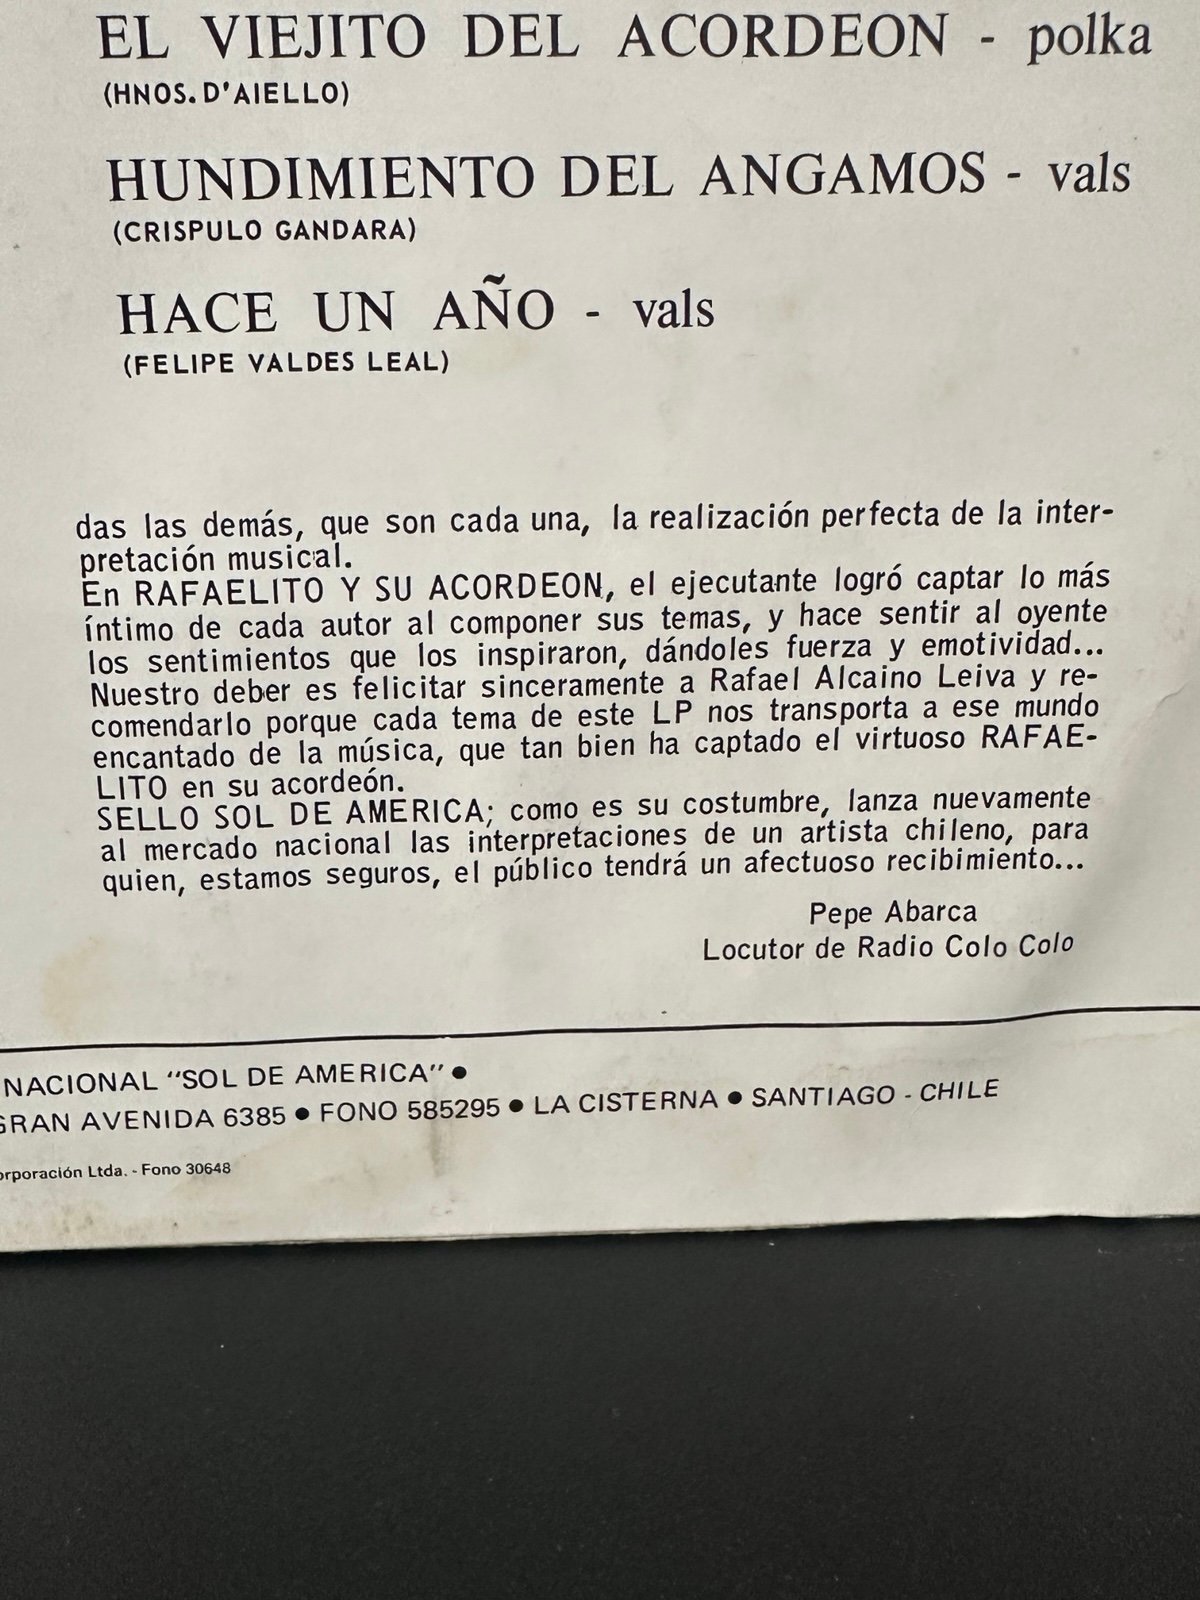 EL VIEJITO DEL ACORDEON - polka
(HNOS. D'AIELLO)
HUNDIMIENTO DEL ANGAMOS - vals
(CRISPULO GANDARA)
HACE UN AÑO - vals
(FELIPE VALDES LEAL)
das las demás, que son cada una, la realización perfecta de la inter-
pretación musical.
En RAFAELITO Y SU ACORDEON, el ejecutante logró captar lo más
íntimo de cada autor al componer sus temas, y hace sentir al oyente
los sentimientos que los inspiraron, dándoles fuerza y emotividad...
Nuestro deber es felicitar sinceramente a Rafael Alcaino Leiva y re-
comendarlo porque cada tema de este LP nos transporta a ese mundo
encantado de la música, que tan bien ha captado el virtuoso RAFAE-
LITO en su acordeón.
SELLO SOL DE AMERICA; como es su costumbre, lanza nuevamente
al mercado nacional las interpretaciones de un artista chileno, para
quien, estamos seguros, el público tendrá un afectuoso recibimiento...
Pepe Abarca
Locutor de Radio Colo Colo
NACIONAL "SOL DE AMERICA" ●
GRAN AVENIDA 6385 ● FONO 585295 ● LA CISTERNA ● SANTIAGO - CHILE
orporación Ltda. - Fono 30648